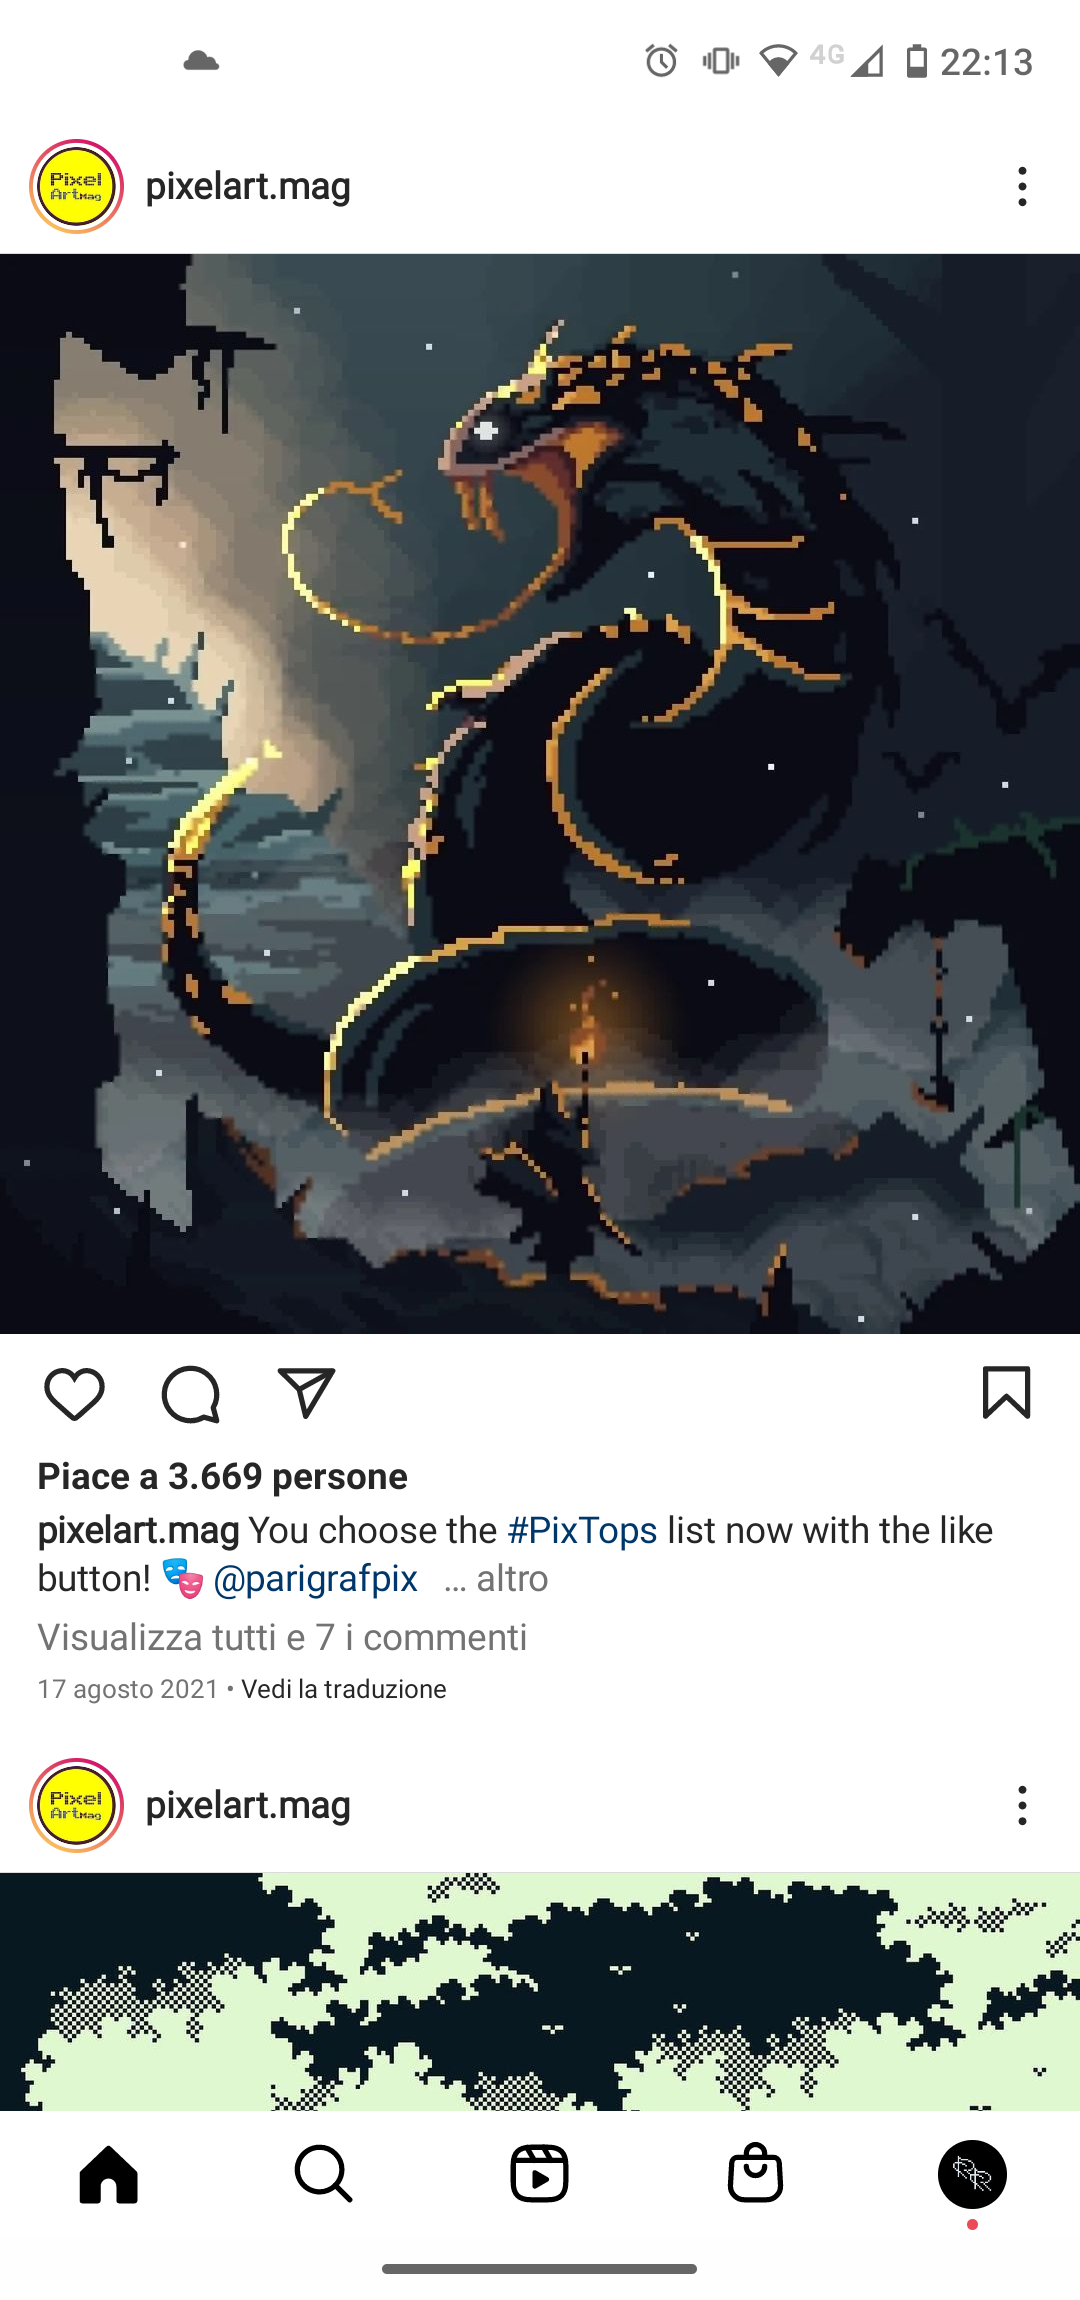 4G 22:13
Pixel
ArtMag
pixelart.mag
Piace a 3.669 persone
pixelart.mag You choose the #PixTops list now with the like
button! 🎭 @parigrafpix ... altro
Visualizza tutti e 7 i commenti
17 agosto 2021 • Vedi la traduzione
Pixel
ArtMag
pixelart.mag